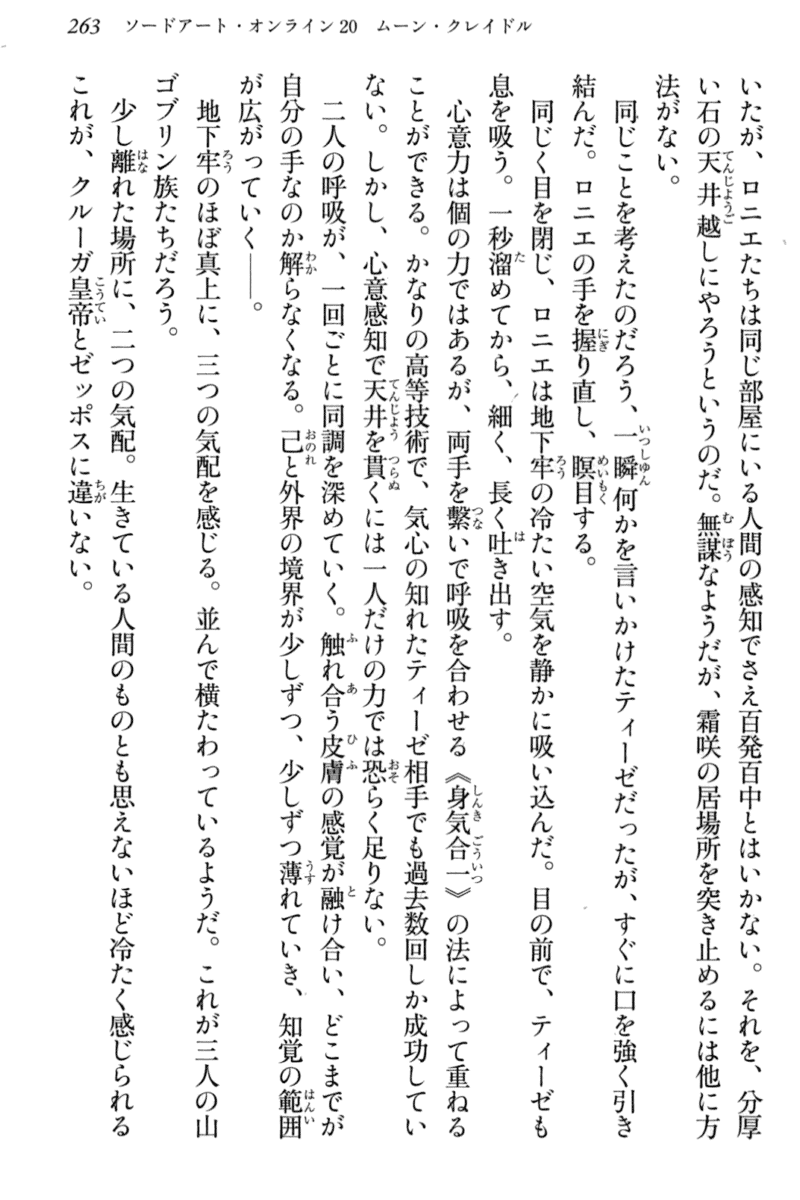 263　ソードアート・オンライン20　ムーン・クレイドル
いたが、ロニエたちは同じ部屋にいる人間の感知でさえ百発百中とはいかない。それを、分厚
い石の天井越しにやろうというのだ。無謀なようだが、霜咲の居場所を突き止めるには他に方
法がない。
　同じことを考えたのだろう、一瞬何かを言いかけたティーゼだったが、すぐに口を強く引き
結んだ。ロニエの手を握り直し、瞑目する。
　同じく目を閉じ、ロニエは地下牢の冷たい空気を静かに吸い込んだ。目の前で、ティーゼも
息を吸う。一秒溜めてから、細く、長く吐き出す。
　心意力は個の力ではあるが、両手を繫いで呼吸を合わせる《身気合一》の法によって重ねる
ことができる。かなりの高等技術で、気心の知れたティーゼ相手でも過去数回しか成功してい
ない。しかし、心意感知で天井を貫くには一人だけの力では恐らく足りない。
　二人の呼吸が、一回ごとに同調を深めていく。触れ合う皮膚の感覚が融け合い、どこまでが
自分の手なのか解らなくなる。己と外界の境界が少しずつ、少しずつ薄れていき、知覚の範囲
が広がっていく——。
　地下牢のほぼ真上に、三つの気配を感じる。並んで横たわっているようだ。これが三人の山
ゴブリン族たちだろう。
　少し離れた場所に、二つの気配。生きている人間のものとも思えないほど冷たく感じられる
これが、クルーガ皇帝とゼッポスに違いない。